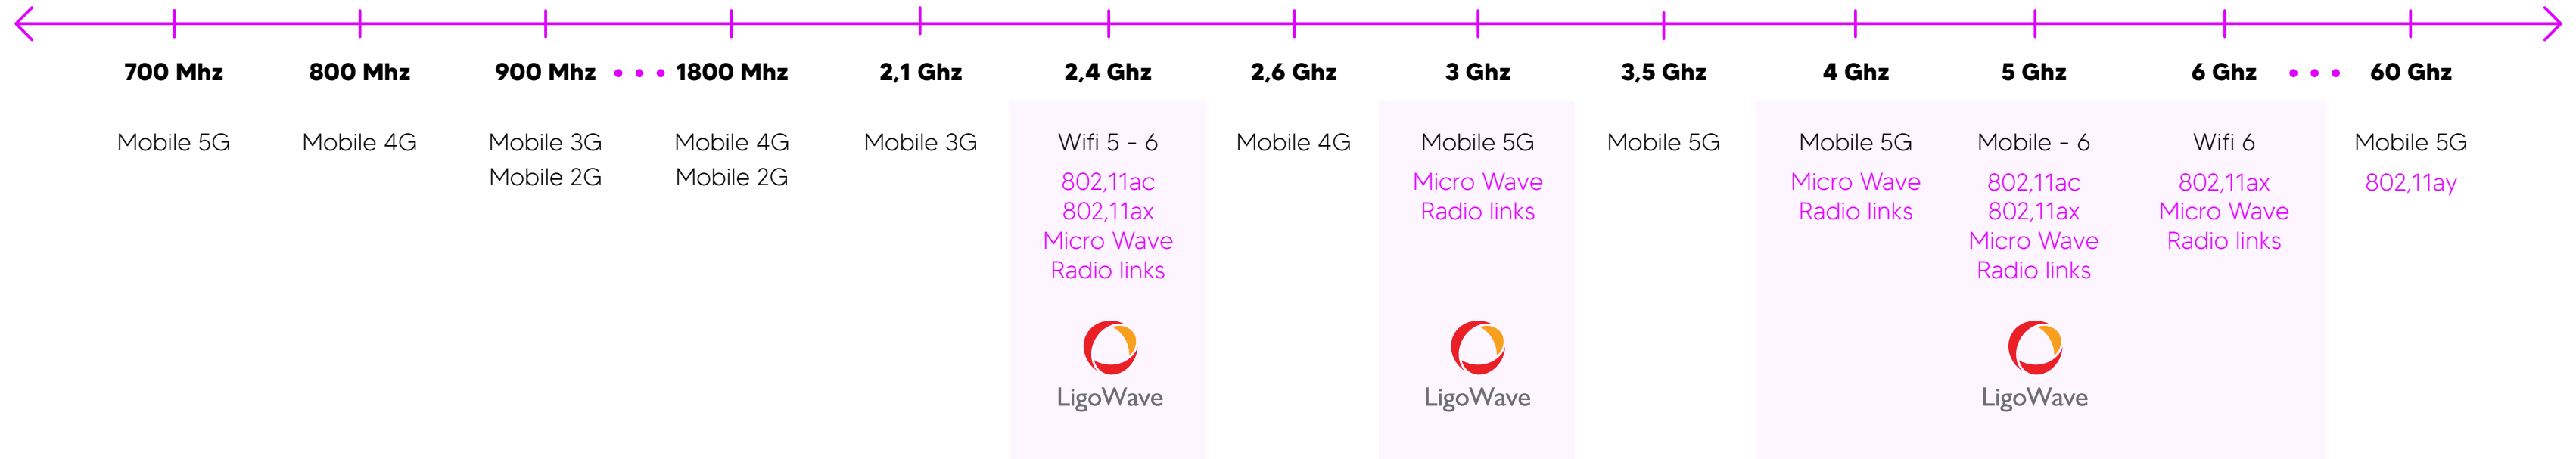 700 Mhz 800 Mhz 900 Mhz 1800 Mhz 2,1 Ghz 2,4 Ghz 2,6 Ghz 3 Ghz 3,5 Ghz 4 Ghz 5 Ghz 6 Ghz 60 Ghz
Mobile 5G
Mobile 4G
Mobile 3G
Mobile 2G
Mobile 4G
Mobile 2G
Mobile 3G
Wifi 5 - 6
802,11ac
802,11ax
Micro Wave
Radio links
LigoWave
Mobile 4G
Mobile 5G
Micro Wave
Radio links
LigoWave
Mobile 5G
Mobile 5G
Micro Wave
Radio links
Mobile - 6
802,11ac
802,11ax
Micro Wave
Radio links
LigoWave
Wifi 6
802,11ax
Micro Wave
Radio links
Mobile 5G
802,11ay